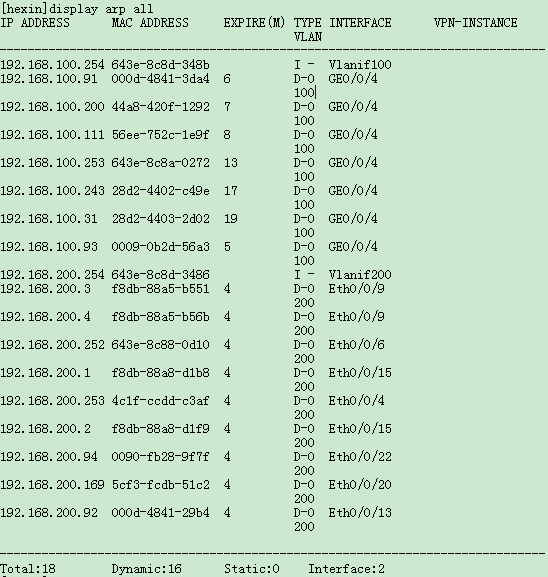 [hexin]display arp all
IP ADDRESS      MAC ADDRESS     EXPIRE(M) TYPE INTERFACE      VPN-INSTANCE
                                          VLAN
------------------------------------------------------------------------------
192.168.100.254 643e-8c8d-348b            I -  Vlanif100
192.168.100.91  000d-4841-3da4  6         D-0  GE0/0/4
                                          100
192.168.100.200 44a8-420f-1292  7         D-0  GE0/0/4
                                          100
192.168.100.111 56ee-752c-1e9f  8         D-0  GE0/0/4
                                          100
192.168.100.253 643e-8c8a-0272  13        D-0  GE0/0/4
                                          100
192.168.100.243 28d2-4402-c49e  17        D-0  GE0/0/4
                                          100
192.168.100.31  28d2-4403-2d02  19        D-0  GE0/0/4
                                          100
192.168.100.93  0009-0b2d-56a3  5         D-0  GE0/0/4
                                          100
192.168.200.254 643e-8c8d-3486            I -  Vlanif200
192.168.200.3   f8db-88a5-b551  4         D-0  Eth0/0/9
                                          200
192.168.200.4   f8db-88a5-b56b  4         D-0  Eth0/0/9
                                          200
192.168.200.252 643e-8c88-0d10  4         D-0  Eth0/0/6
                                          200
192.168.200.1   f8db-88a8-d1b8  4         D-0  Eth0/0/15
                                          200
192.168.200.253 4c1f-ccdd-c3af  4         D-0  Eth0/0/4
                                          200
192.168.200.2   f8db-88a8-d1f9  4         D-0  Eth0/0/15
                                          200
192.168.200.94  0090-fb28-9f7f  4         D-0  Eth0/0/22
                                          200
192.168.200.169 5cf3-fcdb-51c2  4         D-0  Eth0/0/20
                                          200
192.168.200.92  000d-4841-29b4  4         D-0  Eth0/0/13
                                          200
------------------------------------------------------------------------------
Total:18        Dynamic:16      Static:0    Interface:2